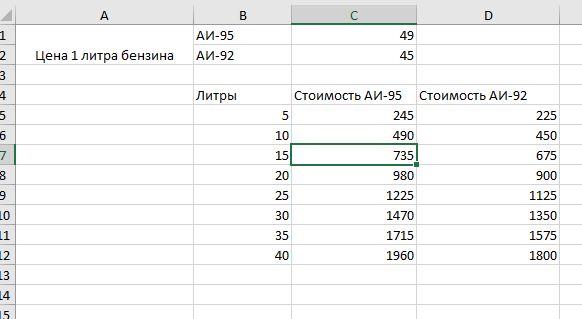 A B C D
1 АИ-95 49
2 Цена 1 литра бензина АИ-92 45
3
4 Литры Стоимость АИ-95 Стоимость АИ-92
5 5 245 225
6 10 490 450
7 15 735 675
8 20 980 900
9 25 1225 1125
10 30 1470 1350
11 35 1715 1575
12 40 1960 1800
13
14
15